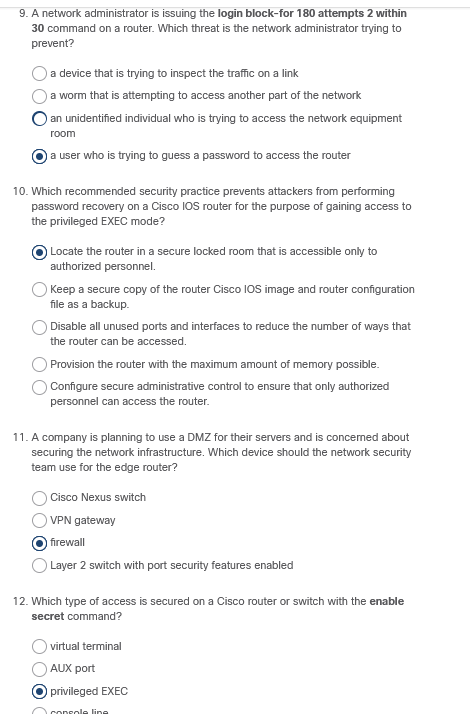 9. A network administrator is issuing the login block-for 180 attempts 2 within
30 command on a router. Which threat is the network administrator trying to
prevent?
a device that is trying to inspect the traffic on a link
a worm that is attempting to access another part of the network
an unidentified individual who is trying to access the network equipment
room
a user who is trying to guess a password to access the router
10. Which recommended security practice prevents attackers from performing
password recovery on a Cisco IOS router for the purpose of gaining access to
the privileged EXEC mode?
Locate the router in a secure locked room that is accessible only to
authorized personnel.
Keep a secure copy of the router Cisco IOS image and router configuration
file as a backup.
Disable all unused ports and interfaces to reduce the number of ways that
the router can be accessed.
Provision the router with the maximum amount of memory possible.
Configure secure administrative control to ensure that only authorized
personnel can access the router.
11. A company is planning to use a DMZ for their servers and is concerned about
securing the network infrastructure. Which device should the network security
team use for the edge router?
Cisco Nexus switch
VPN gateway
firewall
Layer 2 switch with port security features enabled
12. Which type of access is secured on a Cisco router or switch with the enable
secret command?
virtual terminal
AUX port
privileged EXEC
console line